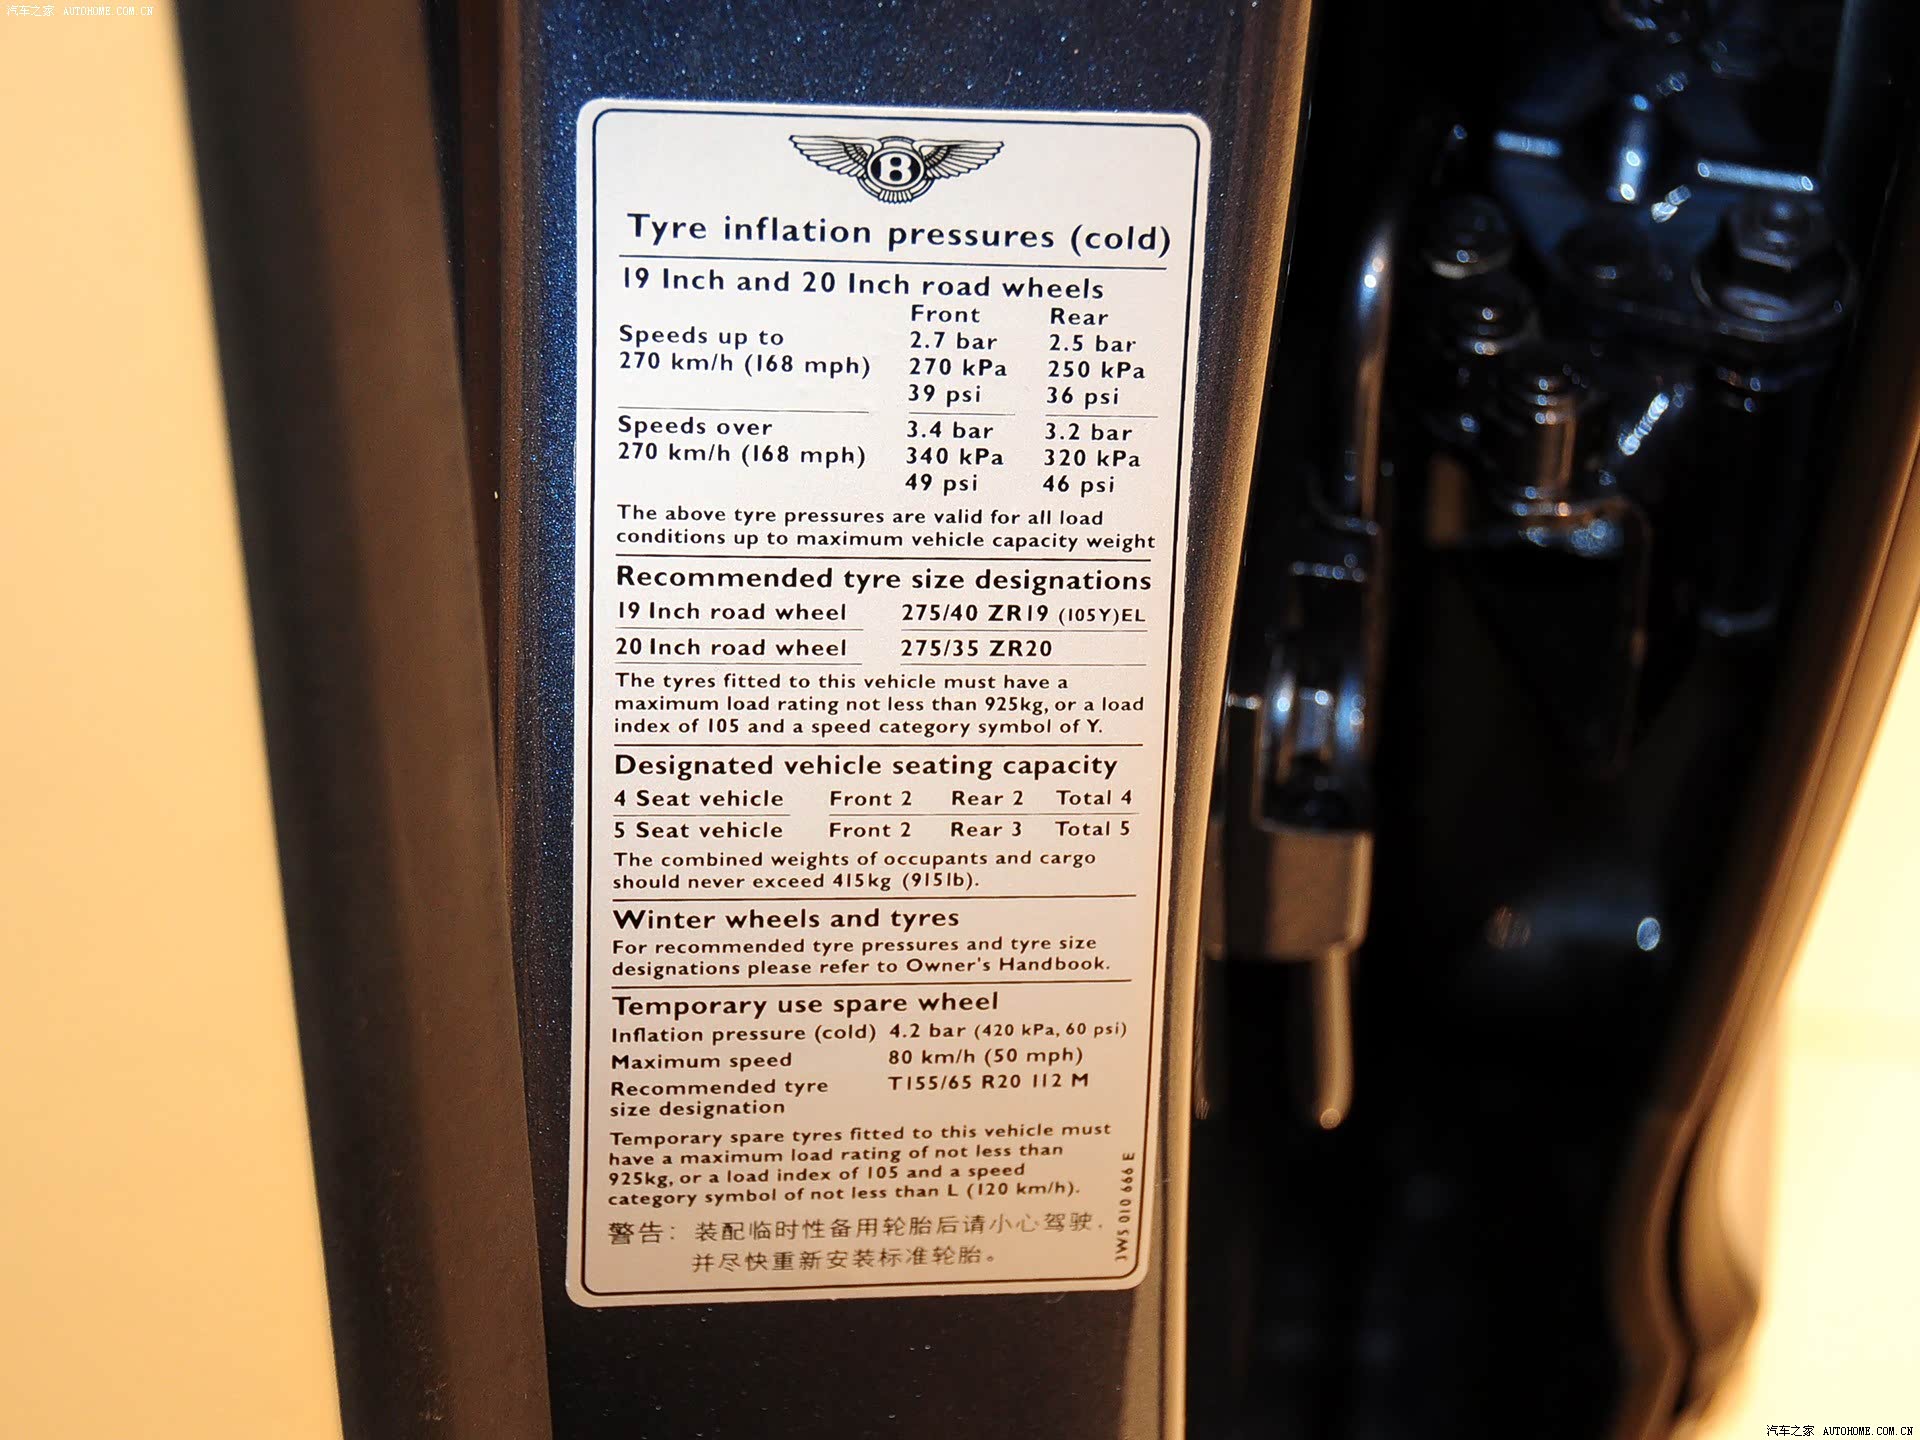 汽车之家 AUTOHOME.COM.CN
B
Tyre inflation pressures (cold)
19 Inch and 20 Inch road wheels
Front Rear
Speeds up to 2.7 bar 2.5 bar
270 km/h (168 mph) 270 kPa 250 kPa
39 psi 36 psi
Speeds over 3.4 bar 3.2 bar
270 km/h (168 mph) 340 kPa 320 kPa
49 psi 46 psi
The above tyre pressures are valid for all load
conditions up to maximum vehicle capacity weight
Recommended tyre size designations
19 Inch road wheel 275/40 ZR19 (105Y)EL
20 Inch road wheel 275/35 ZR20
The tyres fitted to this vehicle must have a
maximum load rating not less than 925kg, or a load
index of 105 and a speed category symbol of Y.
Designated vehicle seating capacity
4 Seat vehicle Front 2 Rear 2 Total 4
5 Seat vehicle Front 2 Rear 3 Total 5
The combined weights of occupants and cargo
should never exceed 415kg (915lb).
Winter wheels and tyres
For recommended tyre pressures and tyre size
designations please refer to Owner's Handbook.
Temporary use spare wheel
Inflation pressure (cold) 4.2 bar (420 kPa, 60 psi)
Maximum speed 80 km/h (50 mph)
Recommended tyre T155/65 R20 112 M
size designation
Temporary spare tyres fitted to this vehicle must
have a maximum load rating of not less than
925kg, or a load index of 105 and a speed
category symbol of not less than L (120 km/h).
警告：装配临时性备用轮胎后请小心驾驶，
并尽快重新安装标准轮胎。
3W5 010 666 E
汽车之家 AUTOHOME.COM.CN